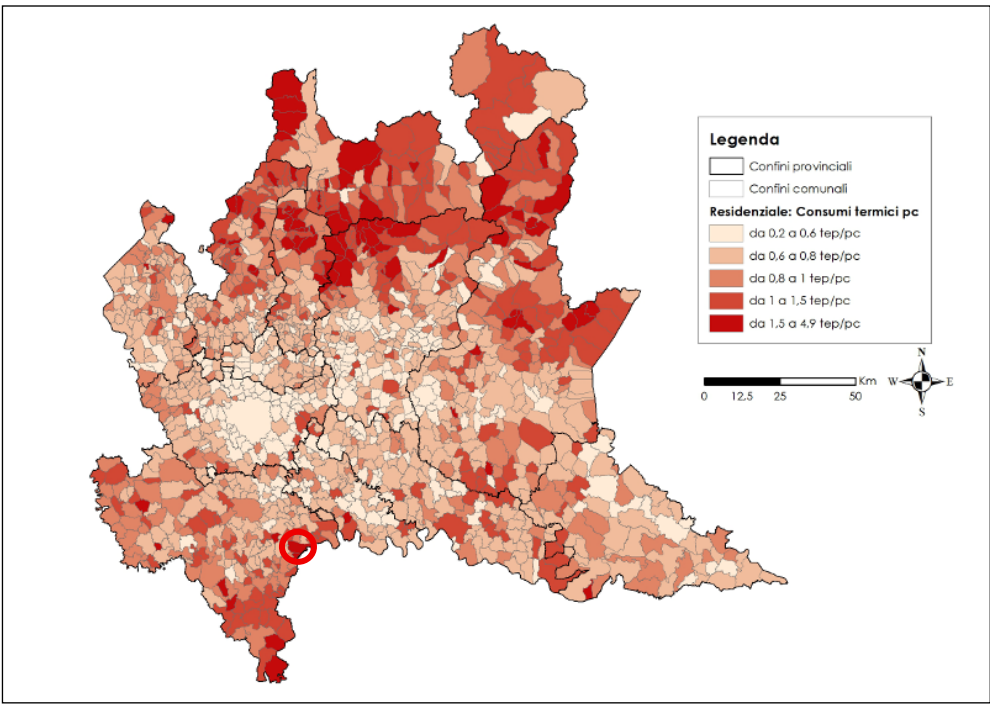 Legenda
Confini provinciali
Confini comunali
Residenziale: Consumi termici pc
da 0,2 a 0,6 tep/pc
da 0,6 a 0,8 tep/pc
da 0,8 a 1 tep/pc
da 1 a 1,5 tep/pc
da 1,5 a 4,9 tep/pc
N
Km W E
0 12,5 25 50
S